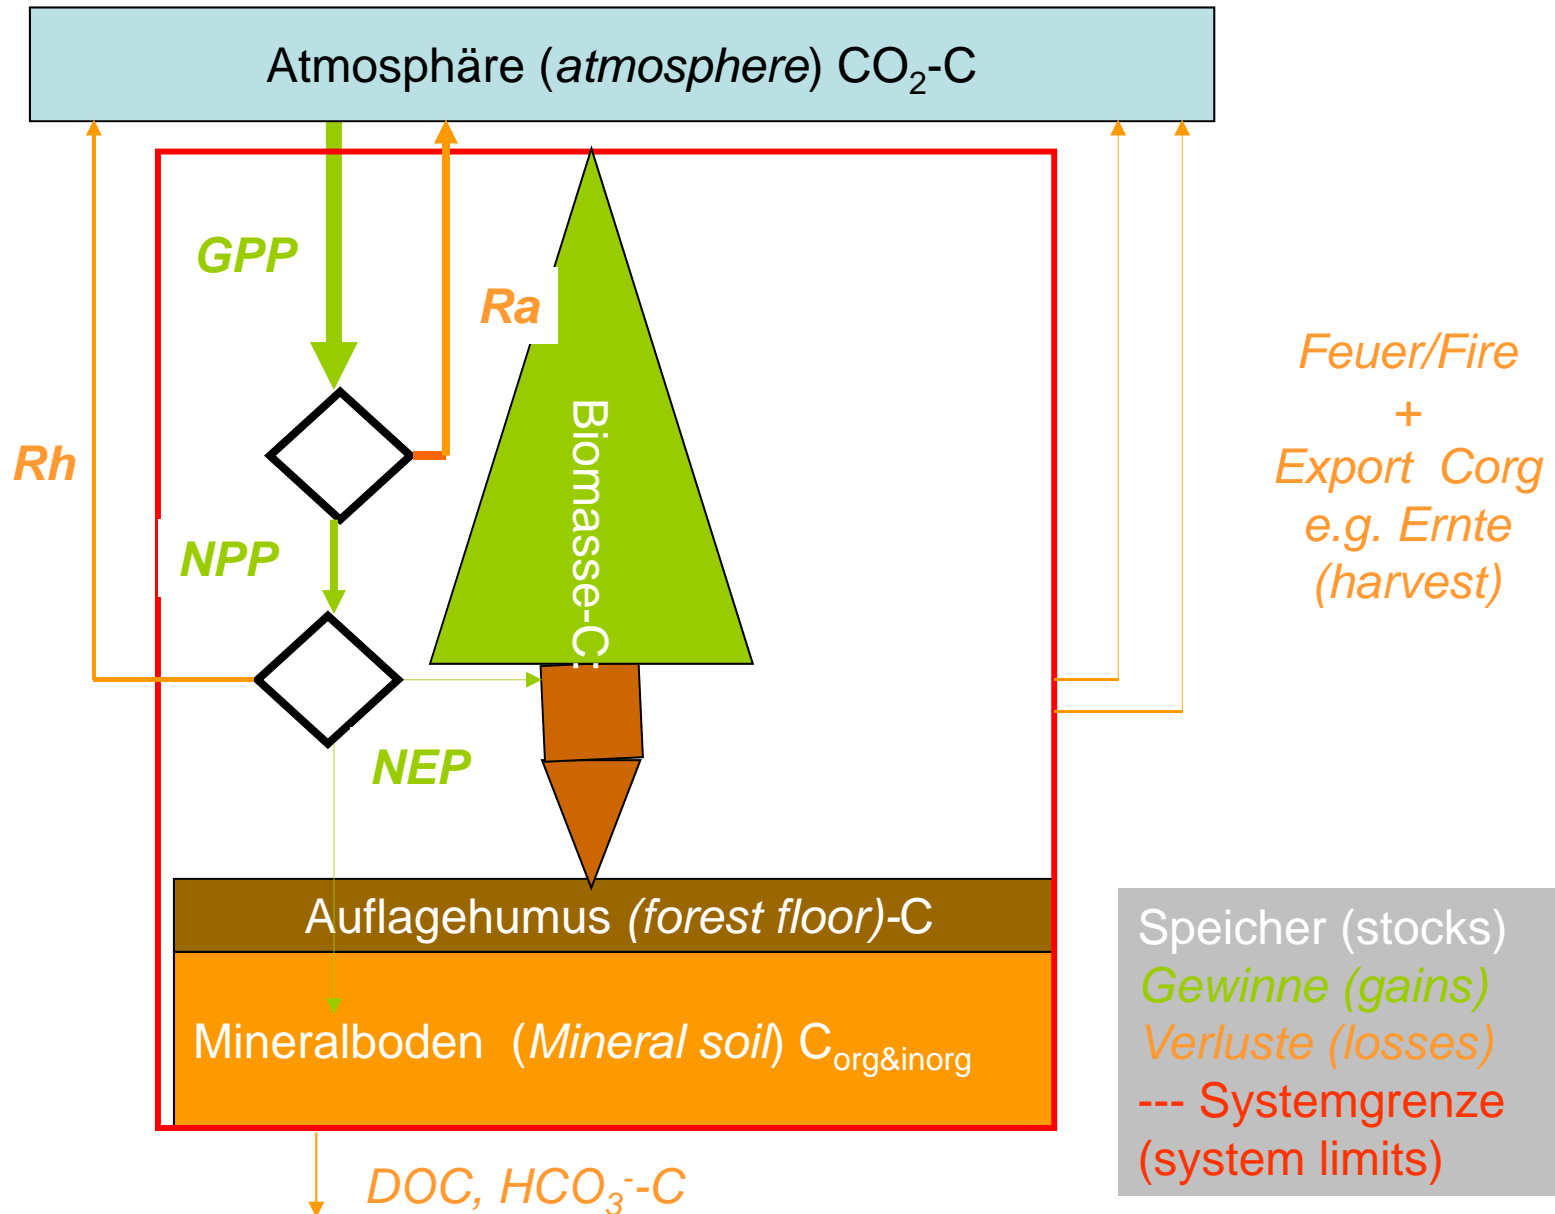 Atmosphäre (atmosphere) CO₂-C
GPP
Ra
Rh
NPP
NEP
Biomasse-C
Feuer/Fire
+
Export Corg
e.g. Ernte
(harvest)
Auflagehumus (forest floor)-C
Mineralboden (Mineral soil) Corg&inorg
DOC, HCO₃⁻-C
Speicher (stocks)
Gewinne (gains)
Verluste (losses)
--- Systemgrenze
(system limits)